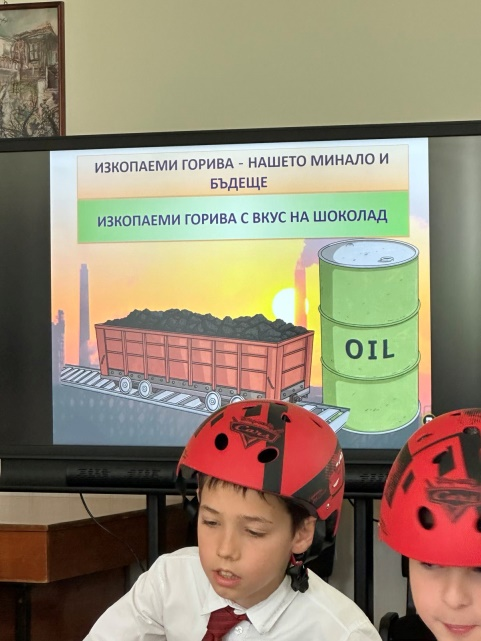 ИЗКОПАЕМИ ГОРИВА - НАШЕТО МИНАЛО И
БЪДЕЩЕ
ИЗКОПАЕМИ ГОРИВА С ВКУС НА ШОКОЛАД
OIL